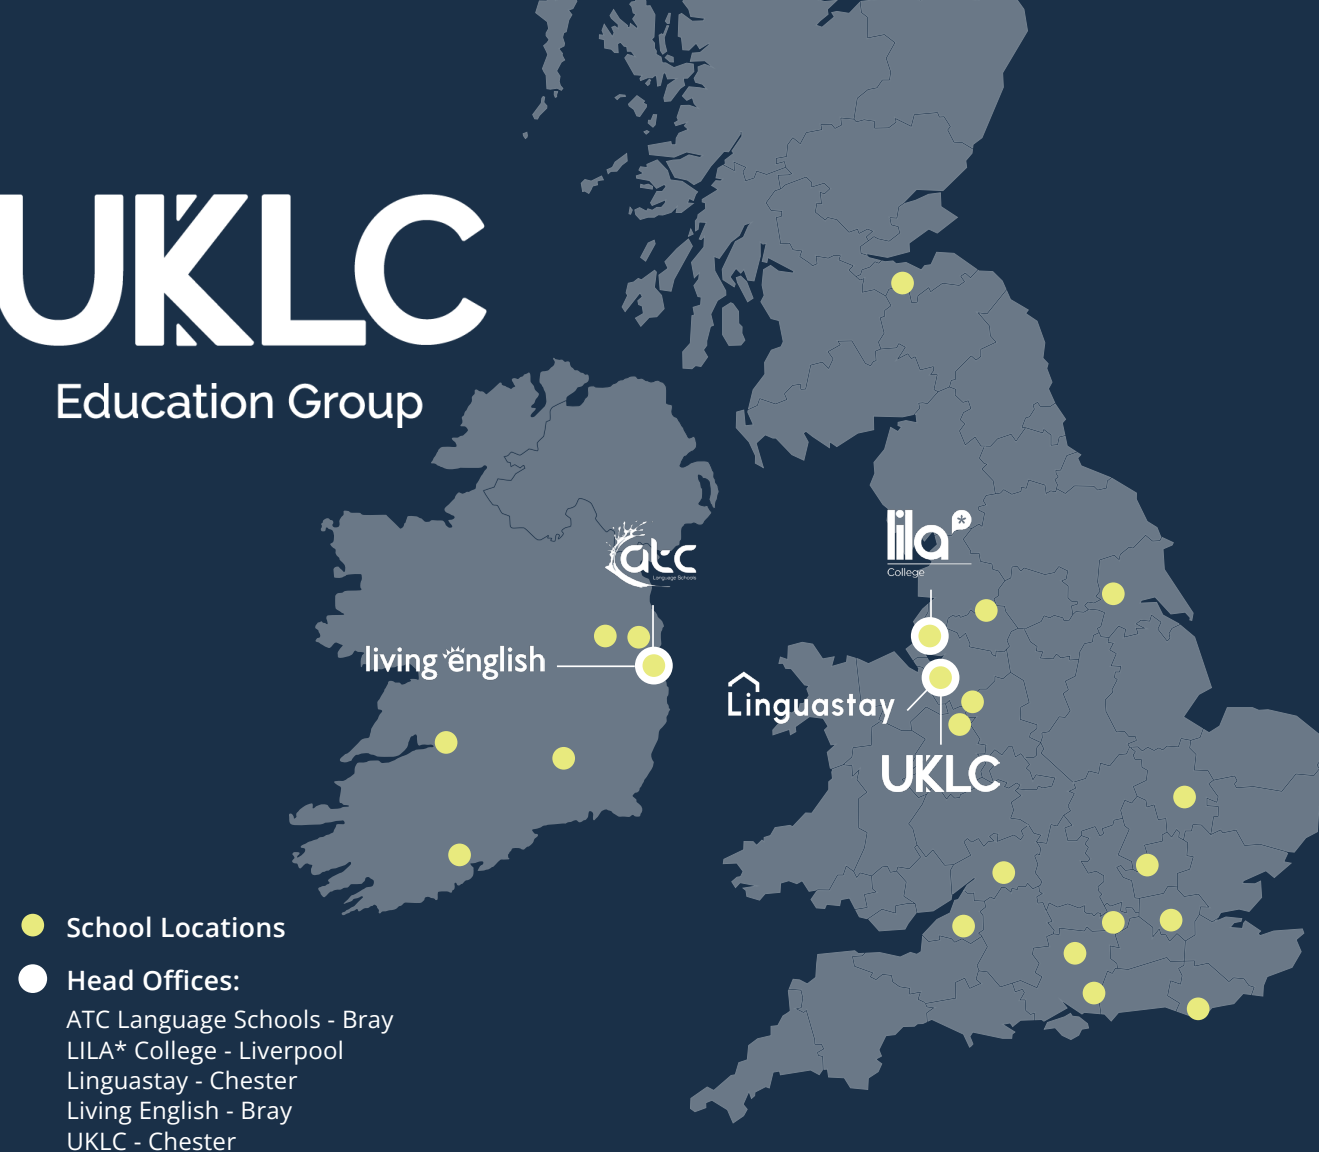 UKLC
Education Group
atc
Language Schools
lila*
College
living english
Linguastay
UKLC
School Locations
Head Offices:
ATC Language Schools - Bray
LILA* College - Liverpool
Linguastay - Chester
Living English - Bray
UKLC - Chester